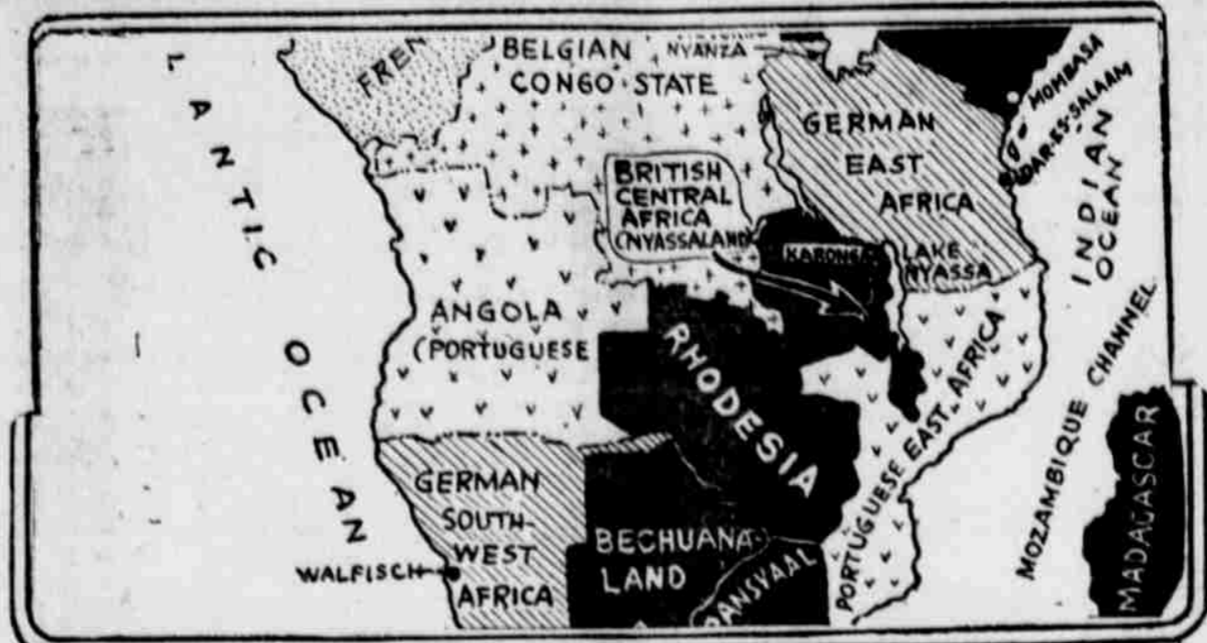 LANTIC OCEAN
FREN
BELGIAN
CONGO STATE
NYANZA
GERMAN
EAST
AFRICA
MOMBASA
DAR-ES-SALAAM
INDIAN
OCEAN
BRITISH
CENTRAL
AFRICA
(NYASSALAND)
KARONGA
LAKE
NYASSA
ANGOLA
(PORTUGUESE
RHODESIA
PORTUGUESE EAST AFRICA
MOZAMBIQUE CHANNEL
MADAGASCAR
GERMAN
SOUTH-
WEST
AFRICA
WALFISCH
BECHUANA-
LAND
RANSVAAL